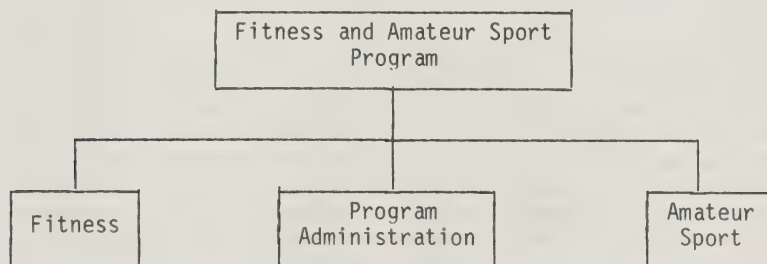 Fitness and Amateur Sport
Program
Fitness
Program
Administration
Amateur
Sport